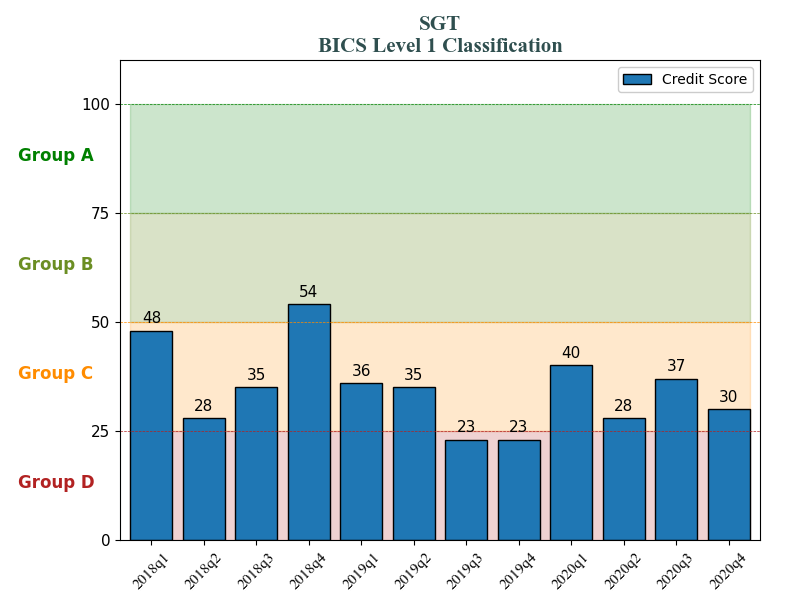 SGT
BICS Level 1 Classification
Credit Score
100
Group A
75
Group B
50
Group C
25
Group D
0
48
28
35
54
36
35
23
23
40
28
37
30
2018q1
2018q2
2018q3
2018q4
2019q1
2019q2
2019q3
2019q4
2020q1
2020q2
2020q3
2020q4